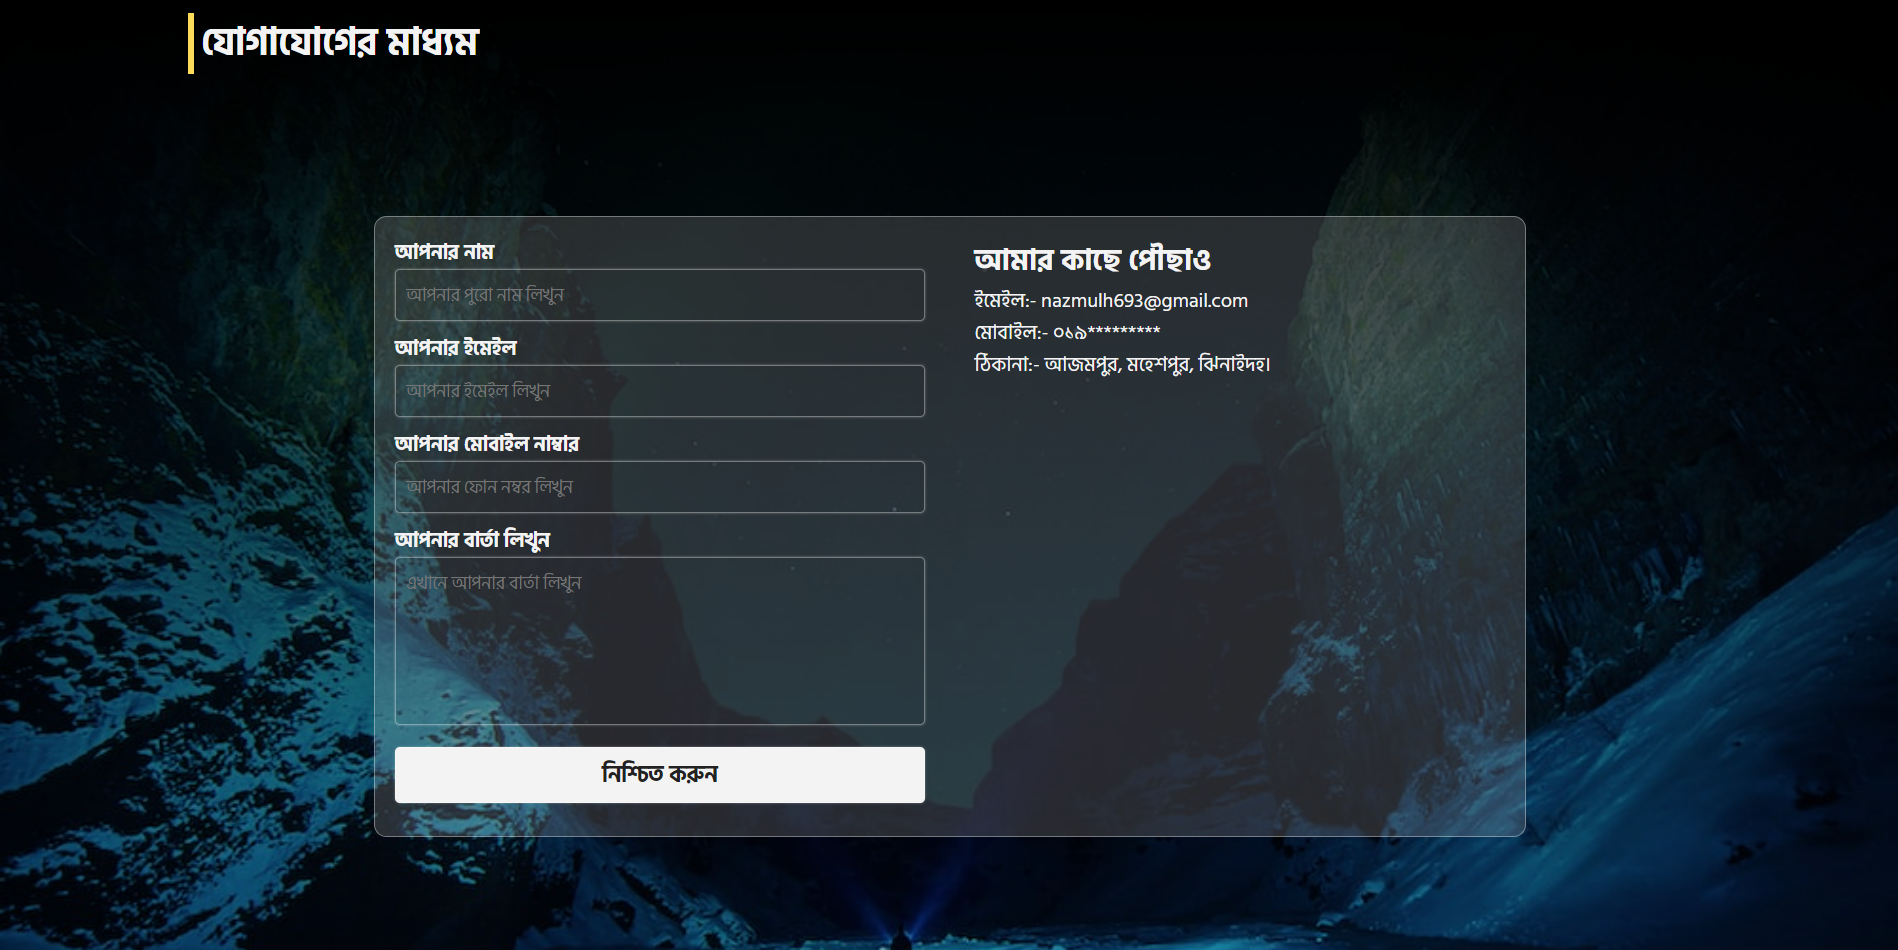 যোগাযোগের মাধ্যম
আপনার নাম
আপনার পুরো নাম লিখুন
আপনার ইমেইল
আপনার ইমেইল লিখুন
আপনার মোবাইল নাম্বার
আপনার ফোন নম্বর লিখুন
আপনার বার্তা লিখুন
এখানে আপনার বার্তা লিখুন
নিশ্চিত করুন
আমার কাছে পৌঁছাও
ইমেইল:- nazmulh693@gmail.com
মোবাইল:- ০১৯*********
ঠিকানা:- আজমপুর, মহেশপুর, ঝিনাইদহ।